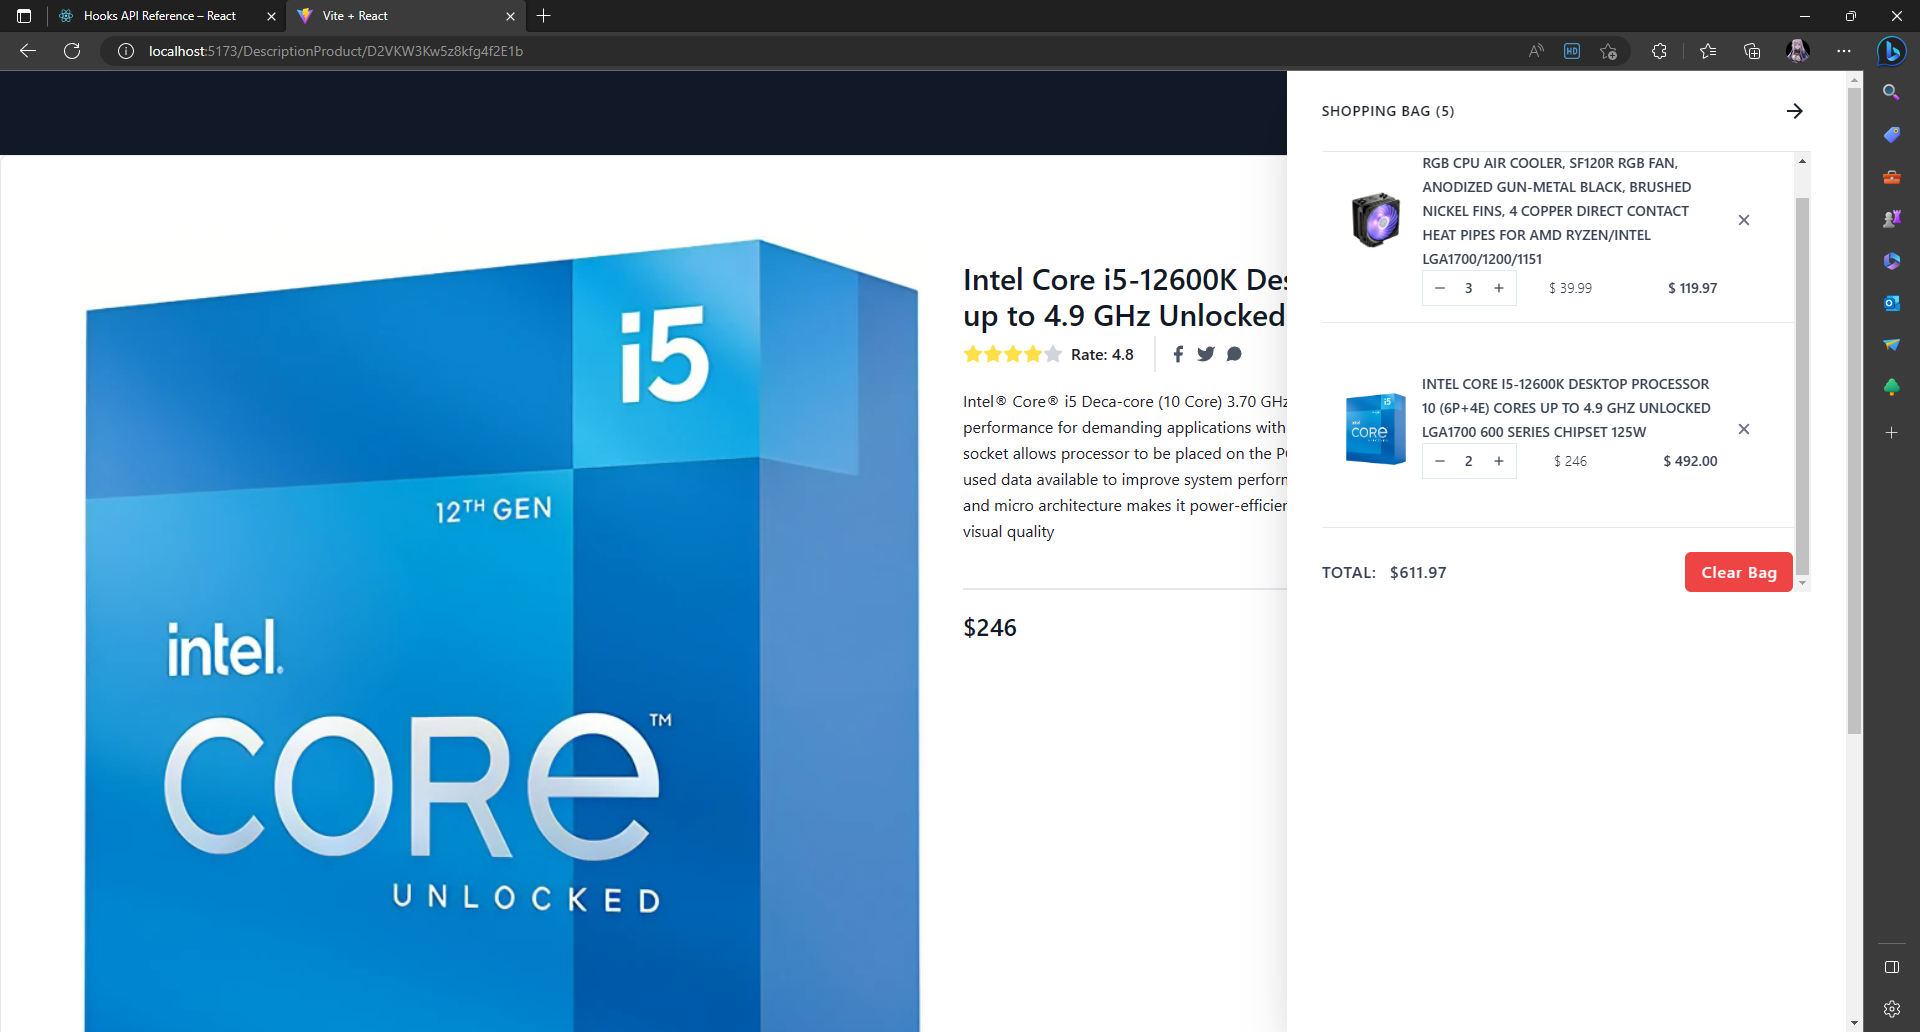 Hooks API Reference – React
Vite + React
localhost:5173/DescriptionProduct/D2VKW3Kw5z8kfg4f2E1b
HD
i5
12TH GEN
intel.
CORE™
UNLOCKED
Intel Core i5-12600K Des
up to 4.9 GHz Unlocked
Rate: 4.8
Intel® Core® i5 Deca-core (10 Core) 3.70 GHz
performance for demanding applications with
socket allows processor to be placed on the P
used data available to improve system perform
and micro architecture makes it power-efficien
visual quality
$246
SHOPPING BAG (5)
RGB CPU AIR COOLER, SF120R RGB FAN,
ANODIZED GUN-METAL BLACK, BRUSHED
NICKEL FINS, 4 COPPER DIRECT CONTACT
HEAT PIPES FOR AMD RYZEN/INTEL
LGA1700/1200/1151
− 3 + $ 39.99 $ 119.97
i5
intel
CORE
INTEL CORE I5-12600K DESKTOP PROCESSOR
10 (6P+4E) CORES UP TO 4.9 GHZ UNLOCKED
LGA1700 600 SERIES CHIPSET 125W
− 2 + $ 246 $ 492.00
TOTAL: $611.97
Clear Bag